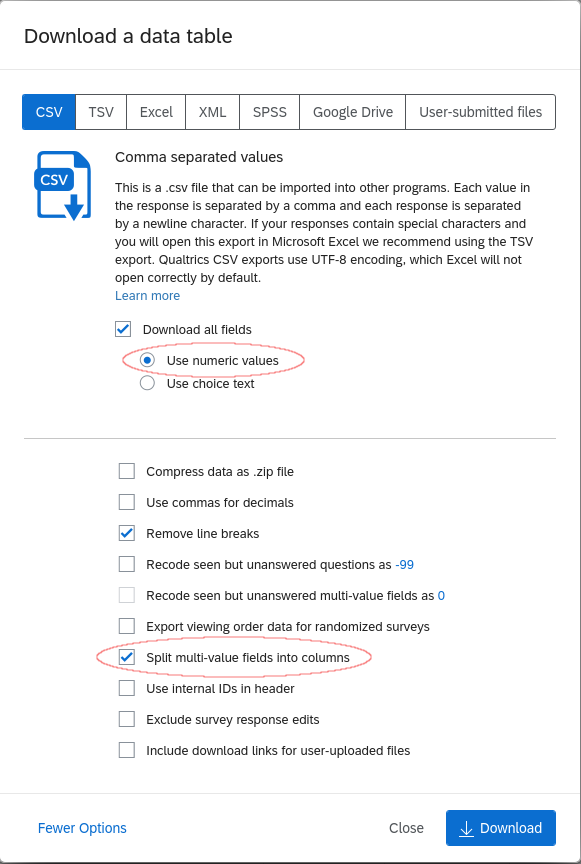 Download a data table
CSV TSV Excel XML SPSS Google Drive User-submitted files
CSV
Comma separated values
This is a .csv file that can be imported into other programs. Each value in
the response is separated by a comma and each response is separated
by a newline character. If your responses contain special characters and
you will open this export in Microsoft Excel we recommend using the TSV
export. Qualtrics CSV exports use UTF-8 encoding, which Excel will not
open correctly by default.
Learn more
Download all fields
Use numeric values
Use choice text
Compress data as .zip file
Use commas for decimals
Remove line breaks
Recode seen but unanswered questions as -99
Recode seen but unanswered multi-value fields as 0
Export viewing order data for randomized surveys
Split multi-value fields into columns
Use internal IDs in header
Exclude survey response edits
Include download links for user-uploaded files
Fewer Options Close Download